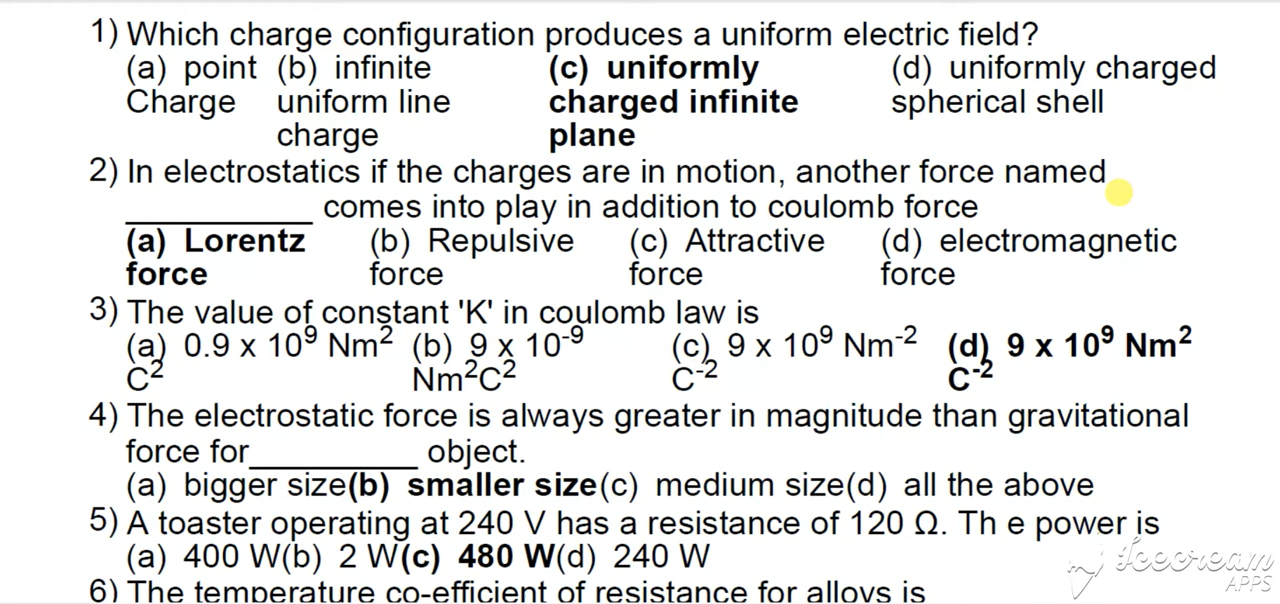 1) Which charge configuration produces a uniform electric field?
(a) point (b) infinite (c) uniformly (d) uniformly charged
Charge uniform line charged infinite spherical shell
charge plane
2) In electrostatics if the charges are in motion, another force named
__________ comes into play in addition to coulomb force
(a) Lorentz (b) Repulsive (c) Attractive (d) electromagnetic
force force force force
3) The value of constant 'K' in coulomb law is
(a) 0.9 x 10⁹ Nm² (b) 9 x 10⁻⁹ (c) 9 x 10⁹ Nm⁻² (d) 9 x 10⁹ Nm²
C² Nm²C² C⁻² C⁻²
4) The electrostatic force is always greater in magnitude than gravitational
force for_________ object.
(a) bigger size(b) smaller size(c) medium size(d) all the above
5) A toaster operating at 240 V has a resistance of 120 Ω. Th e power is
(a) 400 W(b) 2 W(c) 480 W(d) 240 W
Icecream
APPS
6) The temperature co-efficient of resistance for alloys is